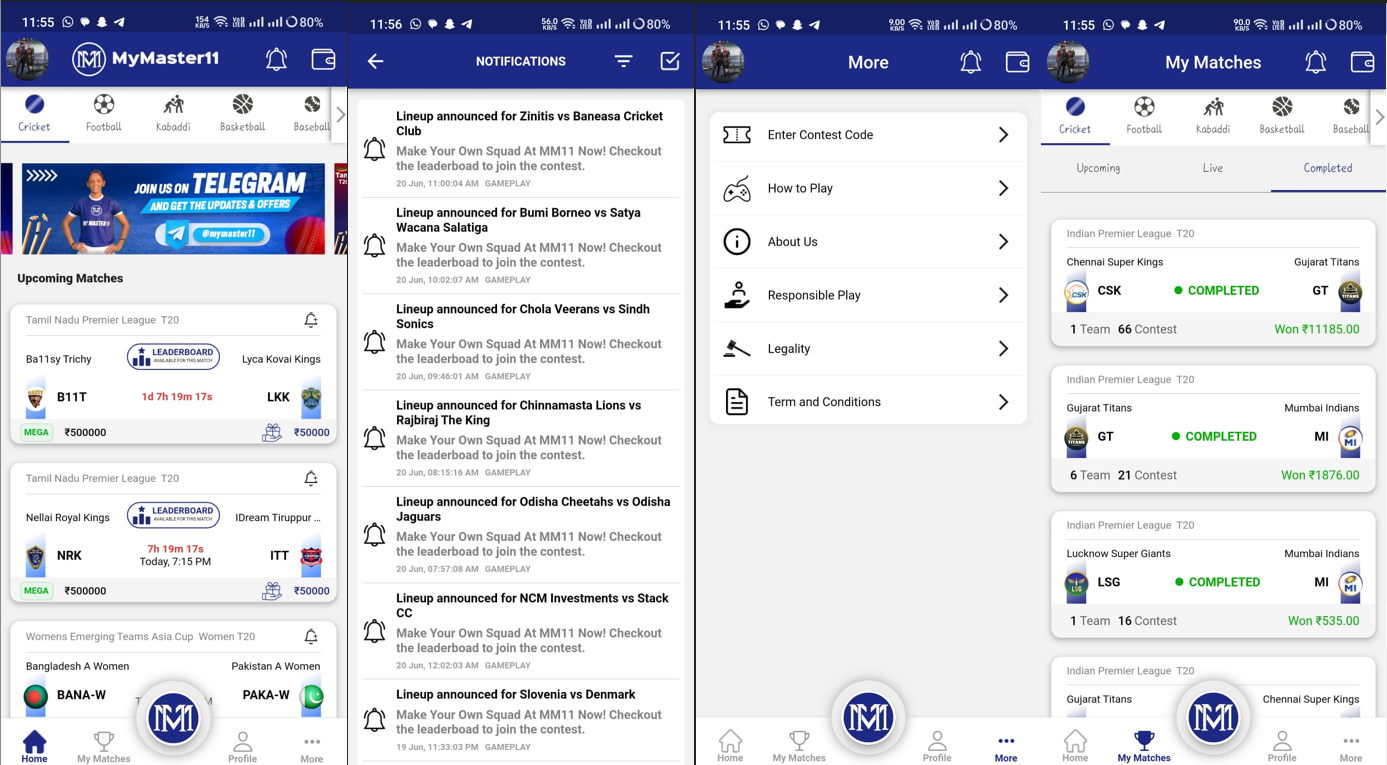 11:55
154 KB/S
80%
MyMaster11
Cricket
Football
Kabaddi
Basketball
Baseball
JOIN US ON TELEGRAM
AND GET THE UPDATES & OFFERS
@mymaster11
MY MASTER 11
Upcoming Matches
Tamil Nadu Premier League T20
Ba11sy Trichy
LEADERBOARD
AVAILABLE FOR THIS MATCH
Lyca Kovai Kings
B11T
1d 7h 19m 17s
LKK
MEGA ₹500000
₹50000
Tamil Nadu Premier League T20
Nellai Royal Kings
LEADERBOARD
AVAILABLE FOR THIS MATCH
IDream Tiruppur ...
NRK
7h 19m 17s
Today, 7:15 PM
ITT
MEGA ₹500000
₹50000
Womens Emerging Teams Asia Cup Women T20
Bangladesh A Women
Pakistan A Women
BANA-W
PAKA-W
Home
My Matches
Profile
More
11:56
56.0 KB/S
80%
NOTIFICATIONS
Lineup announced for Zinitis vs Baneasa Cricket
Club
Make Your Own Squad At MM11 Now! Checkout
the leaderboad to join the contest.
20 Jun, 11:00:04 AM GAMEPLAY
Lineup announced for Bumi Borneo vs Satya
Wacana Salatiga
Make Your Own Squad At MM11 Now! Checkout
the leaderboad to join the contest.
20 Jun, 10:02:07 AM GAMEPLAY
Lineup announced for Chola Veerans vs Sindh
Sonics
Make Your Own Squad At MM11 Now! Checkout
the leaderboad to join the contest.
20 Jun, 09:46:01 AM GAMEPLAY
Lineup announced for Chinnamasta Lions vs
Rajbiraj The King
Make Your Own Squad At MM11 Now! Checkout
the leaderboad to join the contest.
20 Jun, 08:15:16 AM GAMEPLAY
Lineup announced for Odisha Cheetahs vs Odisha
Jaguars
Make Your Own Squad At MM11 Now! Checkout
the leaderboad to join the contest.
20 Jun, 07:57:08 AM GAMEPLAY
Lineup announced for NCM Investments vs Stack
CC
Make Your Own Squad At MM11 Now! Checkout
the leaderboad to join the contest.
20 Jun, 12:02:03 AM GAMEPLAY
Lineup announced for Slovenia vs Denmark
Make Your Own Squad At MM11 Now! Checkout
the leaderboad to join the contest.
19 Jun, 11:33:03 PM GAMEPLAY
11:55
9.00 KB/S
80%
More
Enter Contest Code
How to Play
About Us
Responsible Play
Legality
Term and Conditions
Home
My Matches
Profile
More
11:55
90.0 KB/S
80%
My Matches
Cricket
Football
Kabaddi
Basketball
Baseball
Upcoming
Live
Completed
Indian Premier League T20
Chennai Super Kings
Gujarat Titans
CSK
COMPLETED
GT
1 Team 66 Contest
Won ₹11185.00
Indian Premier League T20
Gujarat Titans
Mumbai Indians
GT
COMPLETED
MI
6 Team 21 Contest
Won ₹1876.00
Indian Premier League T20
Lucknow Super Giants
Mumbai Indians
LSG
COMPLETED
MI
1 Team 16 Contest
Won ₹535.00
Indian Premier League T20
Gujarat Titans
Chennai Super Kings
Home
My Matches
Profile
More